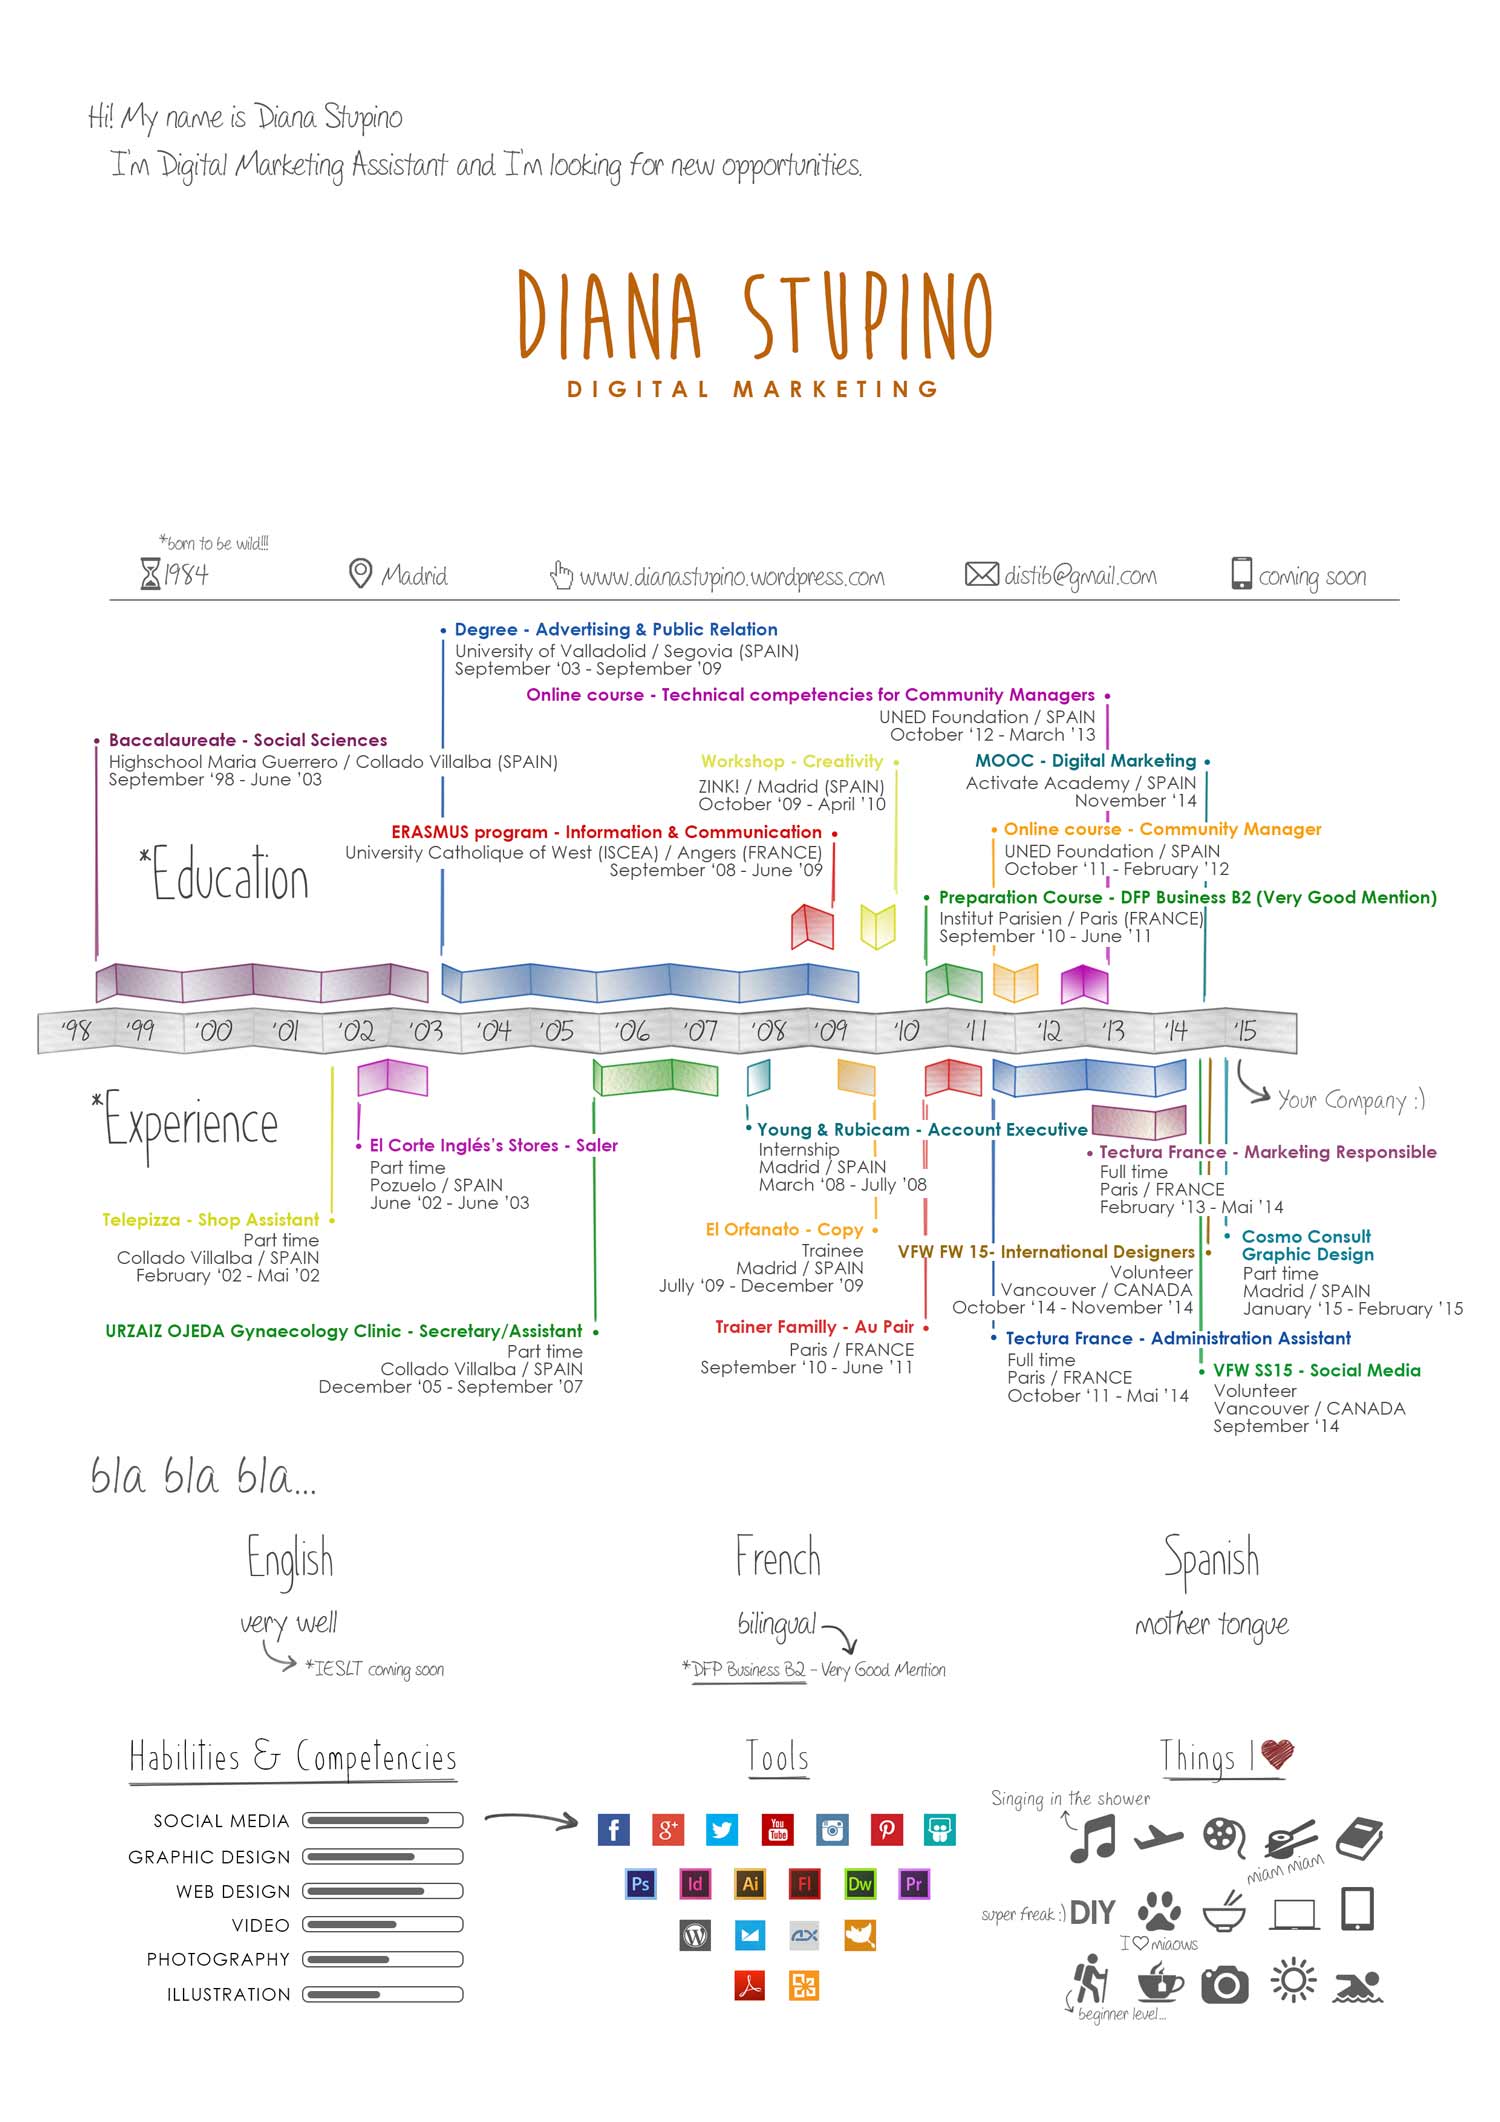 Hi! My name is Diana Stupino
I'm Digital Marketing Assistant and I'm looking for new opportunities.
DIANA STUPINO
DIGITAL MARKETING
*born to be wild!!!
1984
Madrid
www.dianastupino.wordpress.com
distib@gmail.com
coming soon
Degree - Advertising & Public Relation
University of Valladolid / Segovia (SPAIN)
September '03 - September '09
Online course - Technical competencies for Community Managers
UNED Foundation / SPAIN
October '12 - March '13
Baccalaureate - Social Sciences
Highschool Maria Guerrero / Collado Villalba (SPAIN)
September '98 - June '03
Workshop - Creativity
ZINK! / Madrid (SPAIN)
October '09 - April '10
MOOC - Digital Marketing
Activate Academy / SPAIN
November '14
ERASMUS program - Information & Communication
University Catholique of West (ISCEA) / Angers (FRANCE)
September '08 - June '09
Online course - Community Manager
UNED Foundation / SPAIN
October '11 - February '12
*Education
Preparation Course - DFP Business B2 (Very Good Mention)
Institut Parisien / Paris (FRANCE)
September '10 - June '11
'98 '99 '00 '01 '02 '03 '04 '05 '06 '07 '08 '09 '10 '11 '12 '13 '14 '15
*Experience
Your Company :)
El Corte Inglés's Stores - Saler
Part time
Pozuelo / SPAIN
June '02 - June '03
Young & Rubicam - Account Executive
Internship
Madrid / SPAIN
March '08 - Jully '08
Tectura France - Marketing Responsible
Full time
Paris / FRANCE
February '13 - Mai '14
Telepizza - Shop Assistant
Part time
Collado Villalba / SPAIN
February '02 - Mai '02
El Orfanato - Copy
Trainee
Madrid / SPAIN
Jully '09 - December '09
VFW FW 15- International Designers
Volunteer
Vancouver / CANADA
October '14 - November '14
Cosmo Consult
Graphic Design
Part time
Madrid / SPAIN
January '15 - February '15
URZAIZ OJEDA Gynaecology Clinic - Secretary/Assistant
Part time
Collado Villalba / SPAIN
December '05 - September '07
Trainer Familly - Au Pair
Paris / FRANCE
September '10 - June '11
Tectura France - Administration Assistant
Full time
Paris / FRANCE
October '11 - Mai '14
VFW SS15 - Social Media
Volunteer
Vancouver / CANADA
September '14
bla bla bla...
English
very well
*IESLT coming soon
French
bilingual
*DFP Business B2 - Very Good Mention
Spanish
mother tongue
Habilities & Competencies
SOCIAL MEDIA
GRAPHIC DESIGN
WEB DESIGN
VIDEO
PHOTOGRAPHY
ILLUSTRATION
Tools
f g+ You Tube
Ps Id Ai Fl Dw Pr
Things I
Singing in the shower
miam miam
super freak :) DIY
I miaows
beginner level...